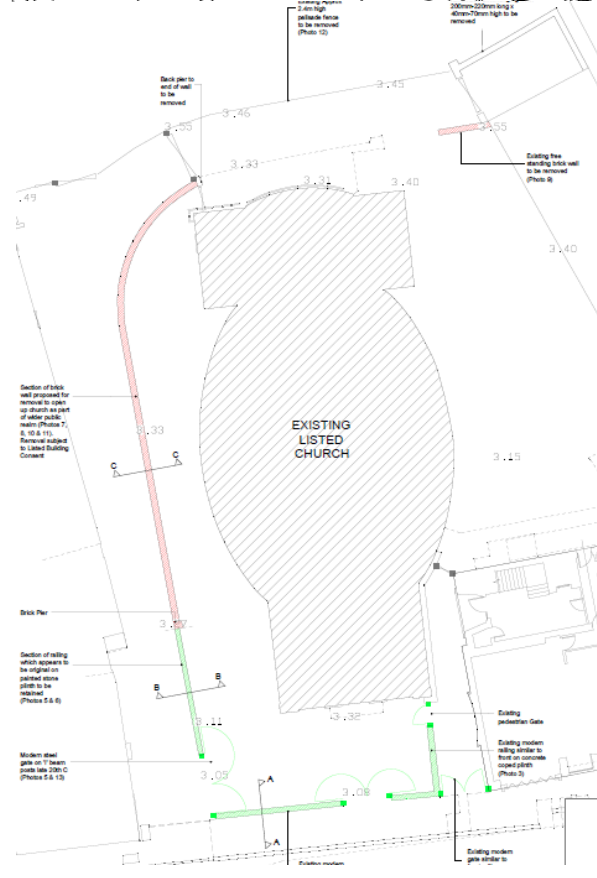 2.4m high
palisade fence
to be removed
(Photo 12)
200mm-220mm long x
40mm-70mm high to be
removed
Back pier to
end of wall
to be
removed
3.45
3.46
3.55
3.55
3.33
3.31
3.40
Existing free
standing brick wall
to be removed
(Photo 9)
.49
3.40
Section of brick
wall proposed for
removal to open
up church as part
of wider public
realm (Photos 7,
8, 10 & 11).
Removal subject
to Listed Building
Consent
3.33
EXISTING
LISTED
CHURCH
C
C
3.15
Brick Pier
Section of railing
which appears to
be original on
painted stone
plinth to be
retained
(Photos 5 & 6)
B
B
3.32
3.11
Existing
pedestrian Gate
Modern steel
gate on 'I' beam
posts late 20th C
(Photos 5 & 13)
3.05
Existing modern
railing similar to
front on concrete
coped plinth
(Photo 3)
A
3.08
A
Existing modern
Existing modern
gate similar to